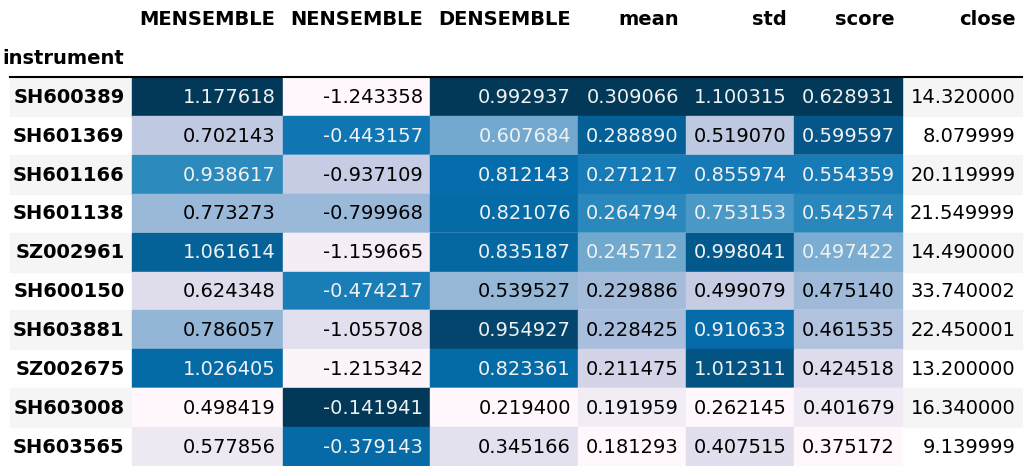 MENSEMBLE NENSEMBLE DENSEMBLE mean std score close
instrument
SH600389 1.177618 -1.243358 0.992937 0.309066 1.100315 0.628931 14.320000
SH601369 0.702143 -0.443157 0.607684 0.288890 0.519070 0.599597 8.079999
SH601166 0.938617 -0.937109 0.812143 0.271217 0.855974 0.554359 20.119999
SH601138 0.773273 -0.799968 0.821076 0.264794 0.753153 0.542574 21.549999
SZ002961 1.061614 -1.159665 0.835187 0.245712 0.998041 0.497422 14.490000
SH600150 0.624348 -0.474217 0.539527 0.229886 0.499079 0.475140 33.740002
SH603881 0.786057 -1.055708 0.954927 0.228425 0.910633 0.461535 22.450001
SZ002675 1.026405 -1.215342 0.823361 0.211475 1.012311 0.424518 13.200000
SH603008 0.498419 -0.141941 0.219400 0.191959 0.262145 0.401679 16.340000
SH603565 0.577856 -0.379143 0.345166 0.181293 0.407515 0.375172 9.139999